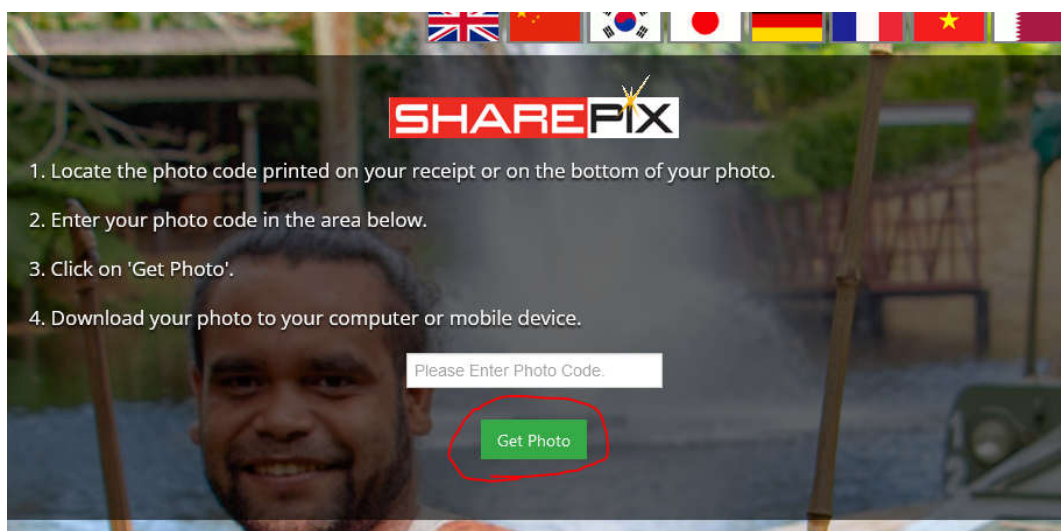 SHAREPIX
1. Locate the photo code printed on your receipt or on the bottom of your photo.
2. Enter your photo code in the area below.
3. Click on 'Get Photo'.
4. Download your photo to your computer or mobile device.
Please Enter Photo Code.
Get Photo